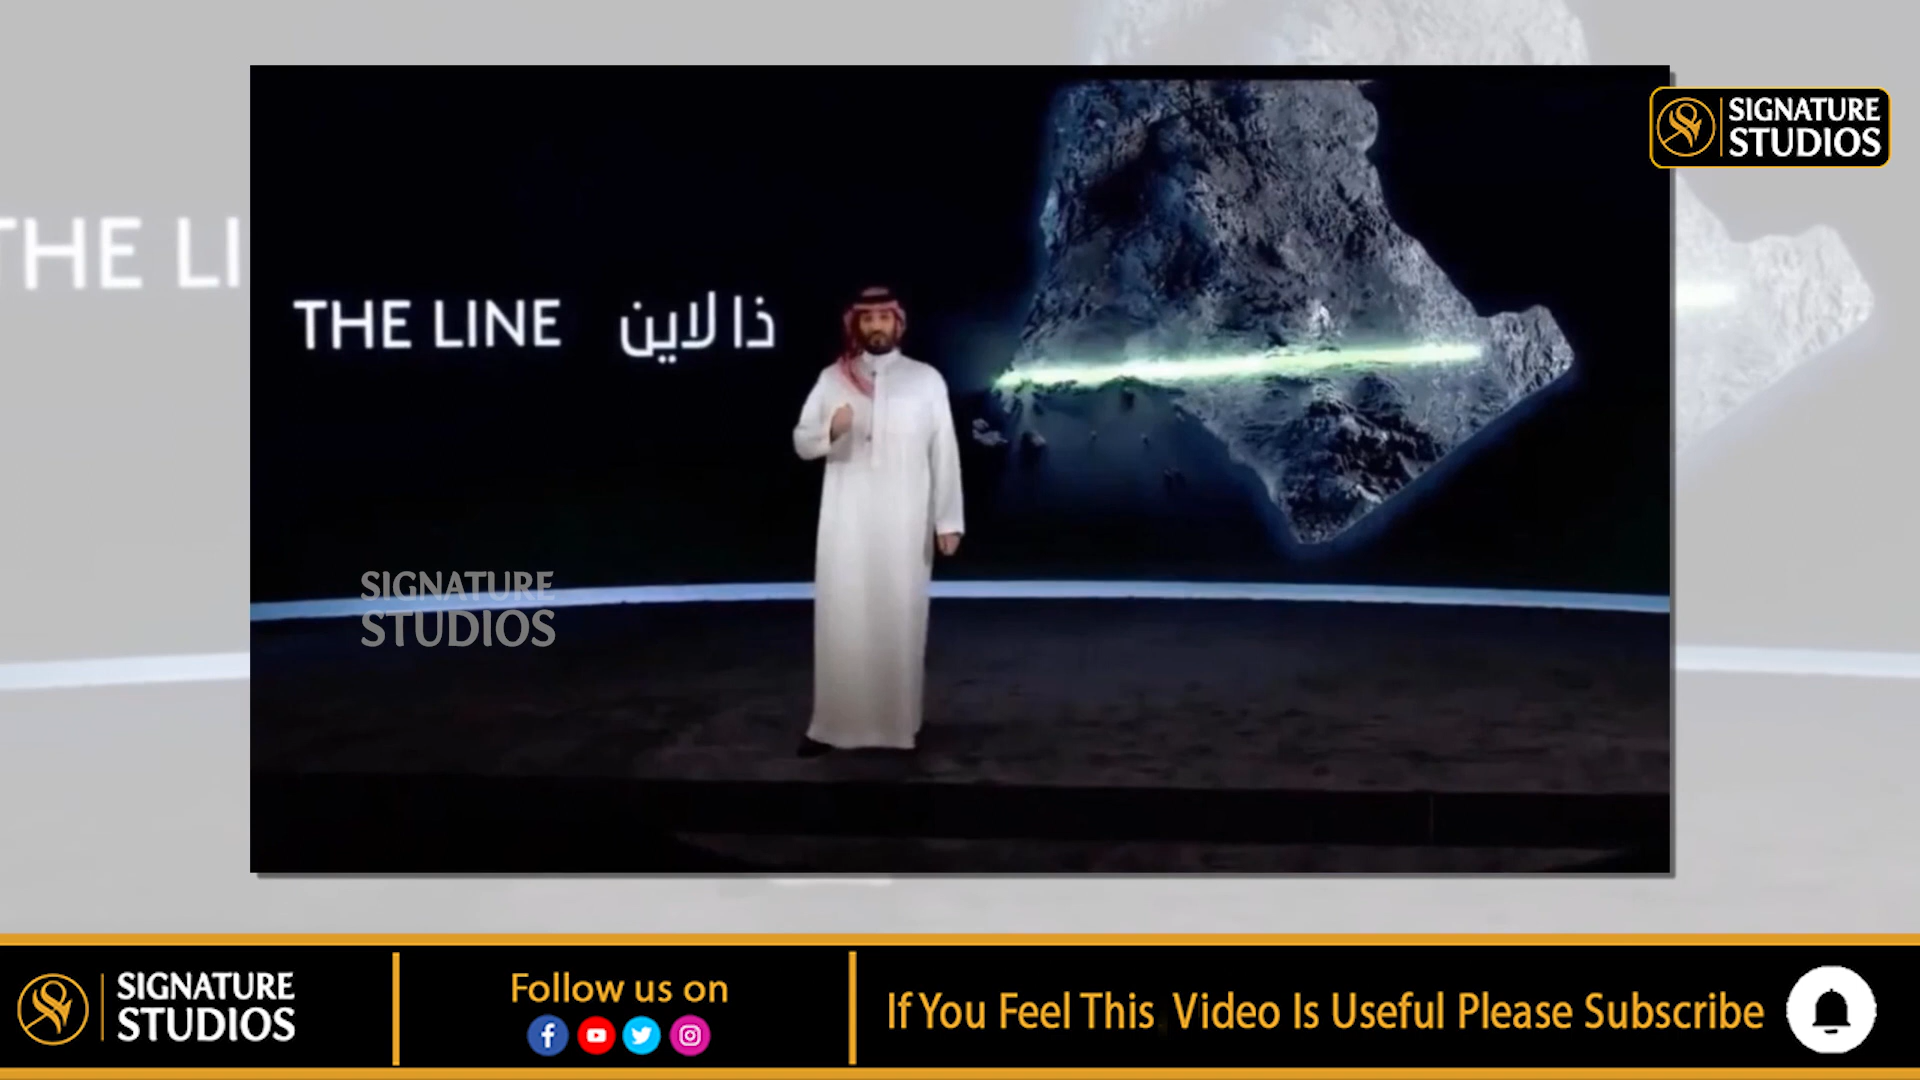 SIGNATURE
STUDIOS
THE LI
THE LINE ذا لاين
SIGNATURE
STUDIOS
SIGNATURE
STUDIOS
Follow us on
If You Feel This Video Is Useful Please Subscribe